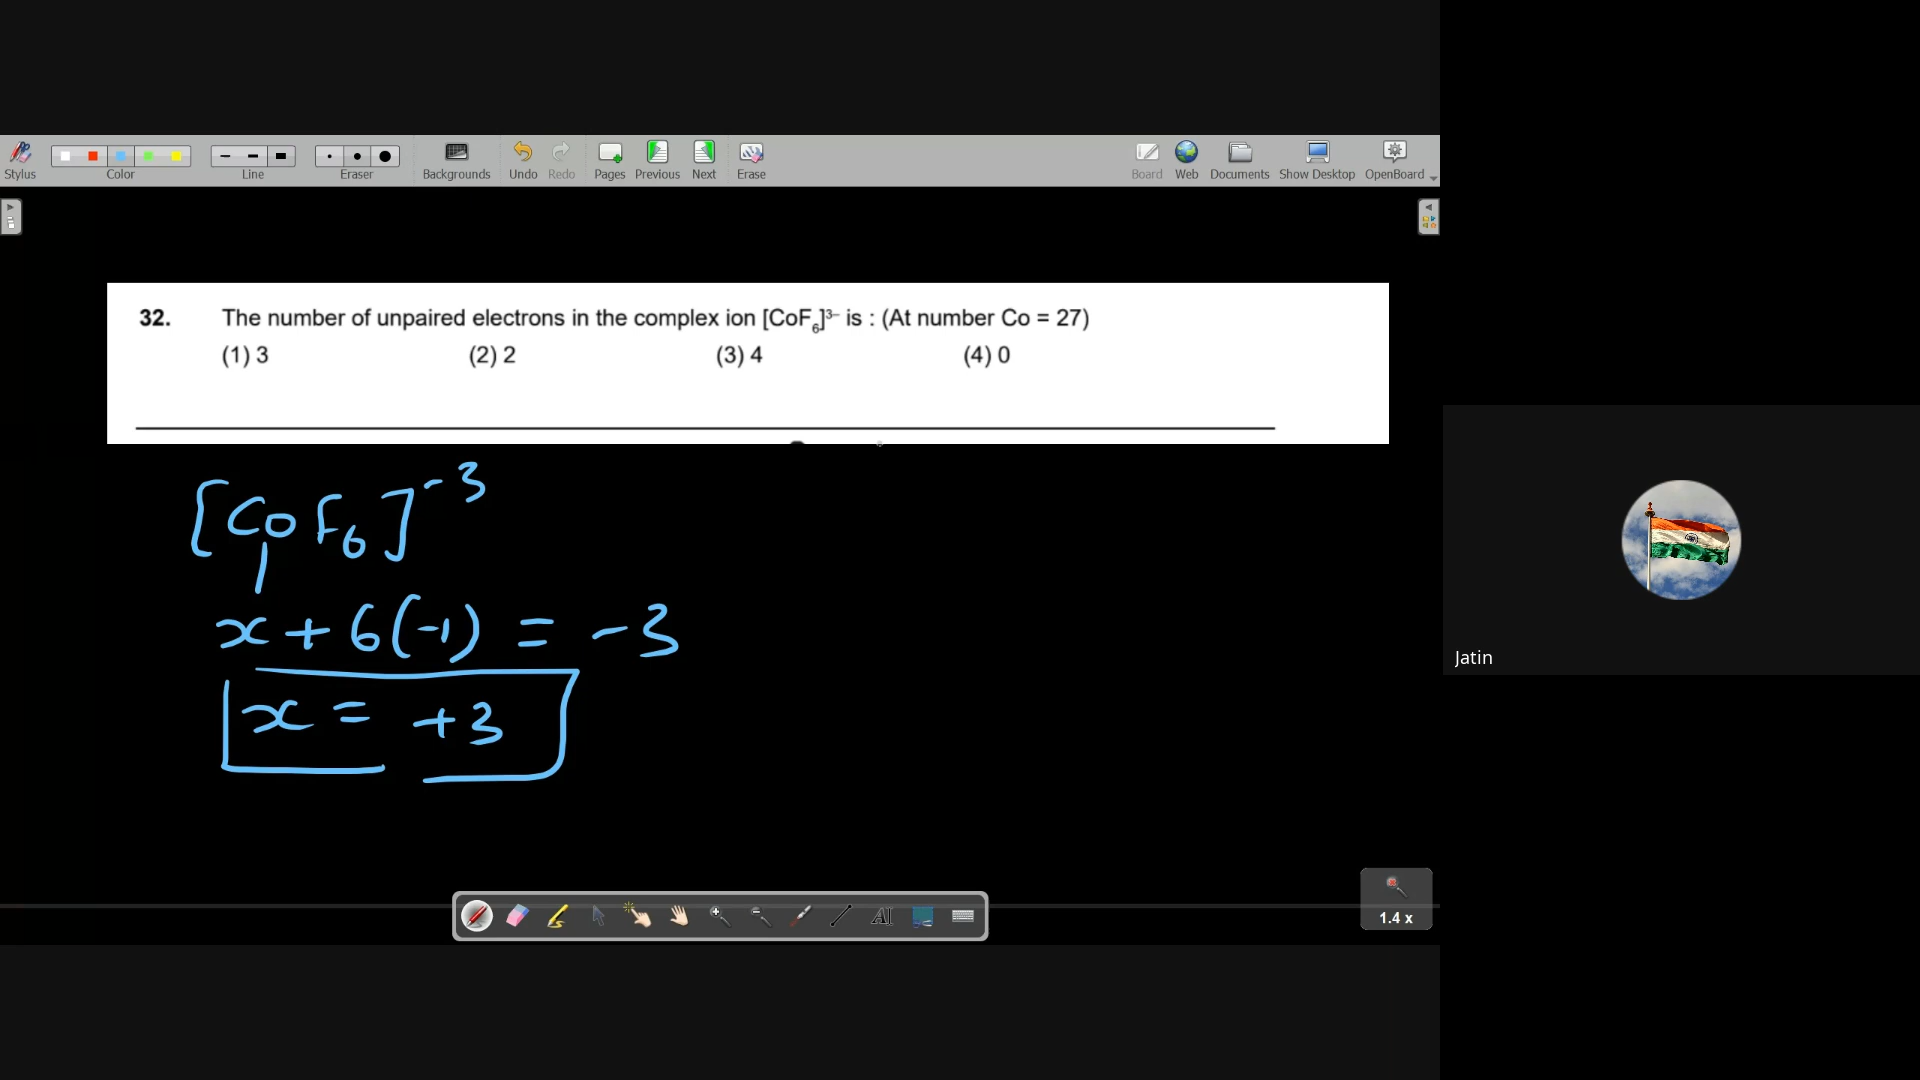 Stylus
Color
Line
Eraser
Backgrounds
Undo
Redo
Pages
Previous
Next
Erase
Board
Web
Documents
Show Desktop
OpenBoard
32. The number of unpaired electrons in the complex ion [CoF₆]³⁻ is : (At number Co = 27)
(1) 3 (2) 2 (3) 4 (4) 0
[CoF₆]⁻³
x + 6(-1) = -3
x = +3
Jatin
AI
1.4 x